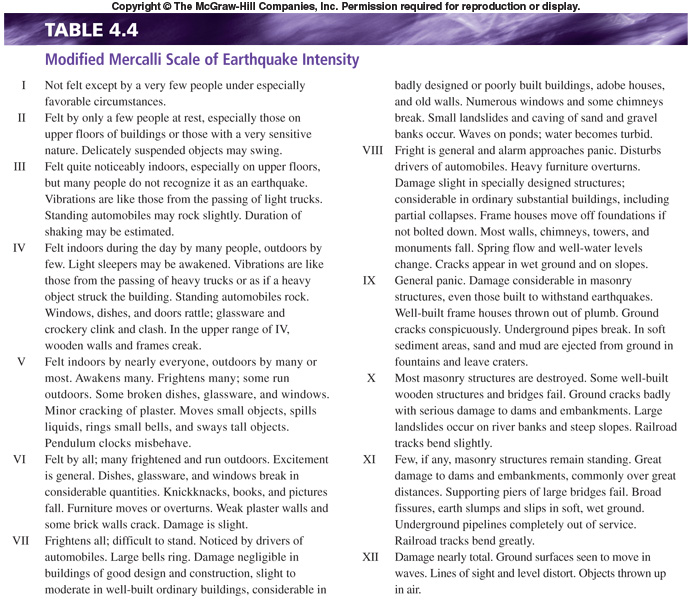 Copyright © The McGraw-Hill Companies, Inc. Permission required for reproduction or display.
TABLE 4.4
Modified Mercalli Scale of Earthquake Intensity
I Not felt except by a very few people under especially
favorable circumstances.
II Felt by only a few people at rest, especially those on
upper floors of buildings or those with a very sensitive
nature. Delicately suspended objects may swing.
III Felt quite noticeably indoors, especially on upper floors,
but many people do not recognize it as an earthquake.
Vibrations are like those from the passing of light trucks.
Standing automobiles may rock slightly. Duration of
shaking may be estimated.
IV Felt indoors during the day by many people, outdoors by
few. Light sleepers may be awakened. Vibrations are like
those from the passing of heavy trucks or as if a heavy
object struck the building. Standing automobiles rock.
Windows, dishes, and doors rattle; glassware and
crockery clink and clash. In the upper range of IV,
wooden walls and frames creak.
V Felt indoors by nearly everyone, outdoors by many or
most. Awakens many. Frightens many; some run
outdoors. Some broken dishes, glassware, and windows.
Minor cracking of plaster. Moves small objects, spills
liquids, rings small bells, and sways tall objects.
Pendulum clocks misbehave.
VI Felt by all; many frightened and run outdoors. Excitement
is general. Dishes, glassware, and windows break in
considerable quantities. Knickknacks, books, and pictures
fall. Furniture moves or overturns. Weak plaster walls and
some brick walls crack. Damage is slight.
VII Frightens all; difficult to stand. Noticed by drivers of
automobiles. Large bells ring. Damage negligible in
buildings of good design and construction, slight to
moderate in well-built ordinary buildings, considerable in
badly designed or poorly built buildings, adobe houses,
and old walls. Numerous windows and some chimneys
break. Small landslides and caving of sand and gravel
banks occur. Waves on ponds; water becomes turbid.
VIII Fright is general and alarm approaches panic. Disturbs
drivers of automobiles. Heavy furniture overturns.
Damage slight in specially designed structures;
considerable in ordinary substantial buildings, including
partial collapses. Frame houses move off foundations if
not bolted down. Most walls, chimneys, towers, and
monuments fall. Spring flow and well-water levels
change. Cracks appear in wet ground and on slopes.
IX General panic. Damage considerable in masonry
structures, even those built to withstand earthquakes.
Well-built frame houses thrown out of plumb. Ground
cracks conspicuously. Underground pipes break. In soft
sediment areas, sand and mud are ejected from ground in
fountains and leave craters.
X Most masonry structures are destroyed. Some well-built
wooden structures and bridges fail. Ground cracks badly
with serious damage to dams and embankments. Large
landslides occur on river banks and steep slopes. Railroad
tracks bend slightly.
XI Few, if any, masonry structures remain standing. Great
damage to dams and embankments, commonly over great
distances. Supporting piers of large bridges fail. Broad
fissures, earth slumps and slips in soft, wet ground.
Underground pipelines completely out of service.
Railroad tracks bend greatly.
XII Damage nearly total. Ground surfaces seen to move in
waves. Lines of sight and level distort. Objects thrown up
in air.